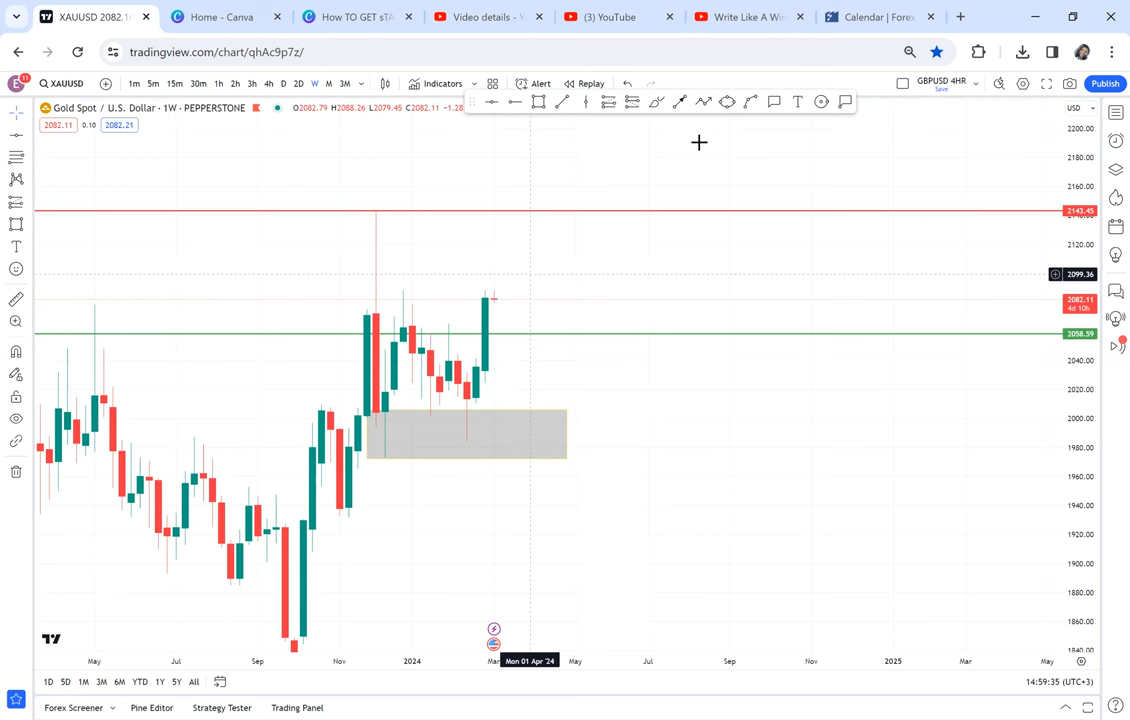 XAUUSD 2082.1
Home - Canva
How TO GET sTA
Video details - Y
(3) YouTube
Write Like A Win
Calendar | Forex
tradingview.com/chart/qhAc9p7z/
E 11
XAUUSD
1m 5m 15m 30m 1h 2h 3h 4h D 2D W M 3M
Indicators
Alert
Replay
GBPUSD 4HR
Save
Publish
Gold Spot / U.S. Dollar · 1W · PEPPERSTONE
O2082.79 H2088.26 L2079.45 C2082.11 -1.28
USD
2082.11 0.10 2082.21
2200.00
2180.00
2160.00
2143.45
2120.00
2099.36
2082.11
4d 10h
2058.59
2040.00
2020.00
2000.00
1980.00
1960.00
1940.00
1920.00
1900.00
1880.00
1860.00
1840.00
May Jul Sep Nov 2024 Mar Mon 01 Apr '24 May Jul Sep Nov 2025 Mar May
1D 5D 1M 3M 6M YTD 1Y 5Y All
14:59:35 (UTC+3)
Forex Screener
Pine Editor
Strategy Tester
Trading Panel